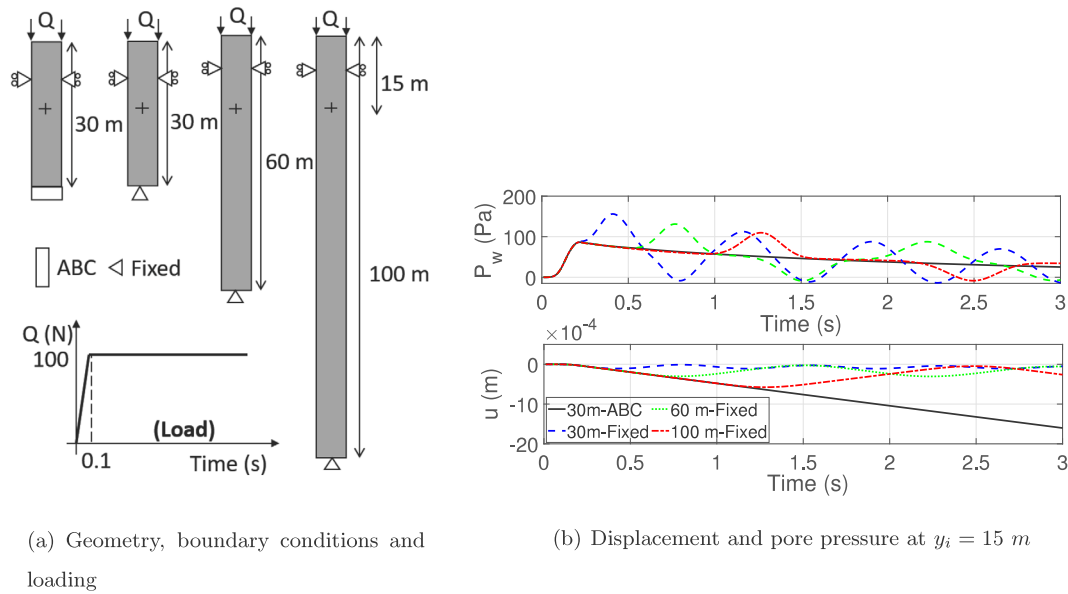 Q
Q
Q
Q
15 m
30 m
30 m
60 m
100 m
ABC
Fixed
Q (N)
100
(Load)
Time (s)
0.1
(a) Geometry, boundary conditions and
loading
P_w (Pa)
200
100
0
0 0.5 1 1.5 2 2.5 3
Time (s)
×10^-4
u (m)
0
-10
-20
30m-ABC
60 m-Fixed
30m-Fixed
100 m-Fixed
0 0.5 1 1.5 2 2.5 3
Time (s)
(b) Displacement and pore pressure at y_i = 15 m